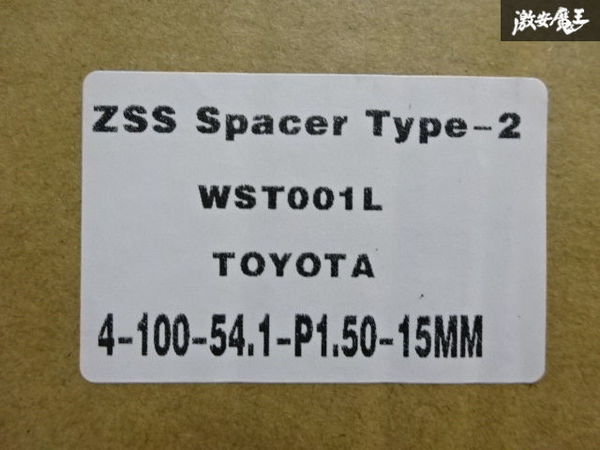 激安魔王
ZSS Spacer Type-2
WST001L
TOYOTA
4-100-54.1-P1.50-15MM